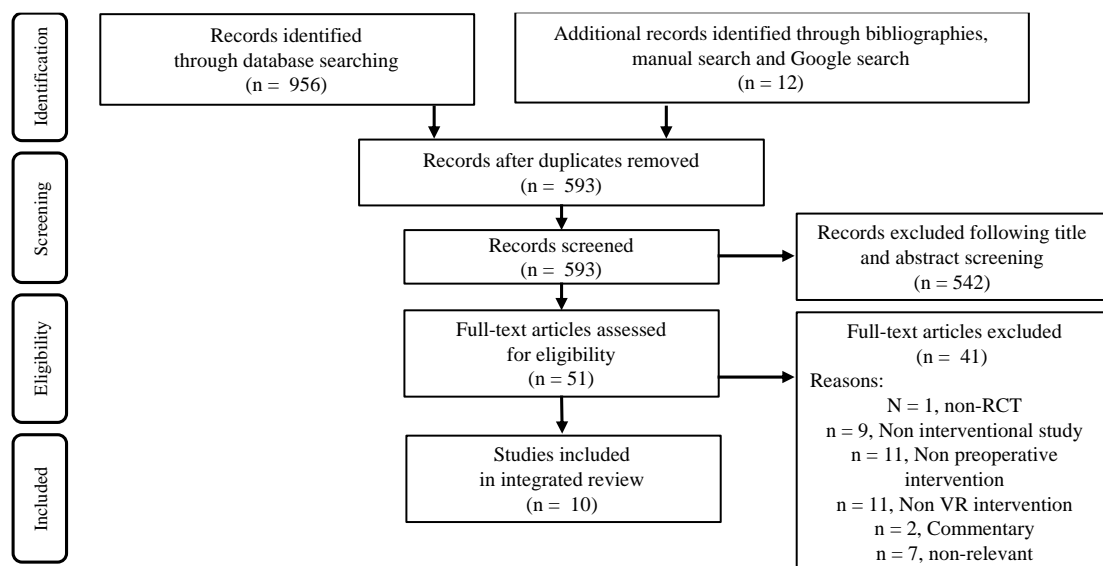 Identification
Records identified
through database searching
(n = 956)
Additional records identified through bibliographies,
manual search and Google search
(n = 12)
Screening
Records after duplicates removed
(n = 593)
Records screened
(n = 593)
Records excluded following title
and abstract screening
(n = 542)
Eligibility
Full-text articles assessed
for eligibility
(n = 51)
Full-text articles excluded
(n = 41)
Reasons:
N = 1, non-RCT
n = 9, Non interventional study
n = 11, Non preoperative
intervention
n = 11, Non VR intervention
n = 2, Commentary
n = 7, non-relevant
Included
Studies included
in integrated review
(n = 10)